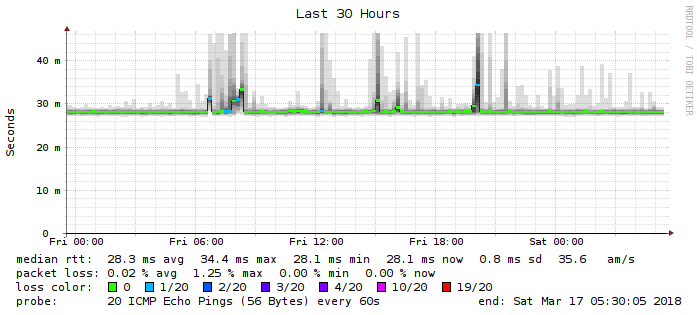 Last 30 Hours
RRDTOOL / TOBI OETIKER
Seconds
40 m
30 m
20 m
10 m
0
Fri 00:00 Fri 06:00 Fri 12:00 Fri 18:00 Sat 00:00
median rtt: 28.3 ms avg 34.4 ms max 28.1 ms min 28.1 ms now 0.8 ms sd 35.6 am/s
packet loss: 0.02 % avg 1.25 % max 0.00 % min 0.00 % now
loss color: 0 1/20 2/20 3/20 4/20 10/20 19/20
probe: 20 ICMP Echo Pings (56 Bytes) every 60s end: Sat Mar 17 05:30:05 2018